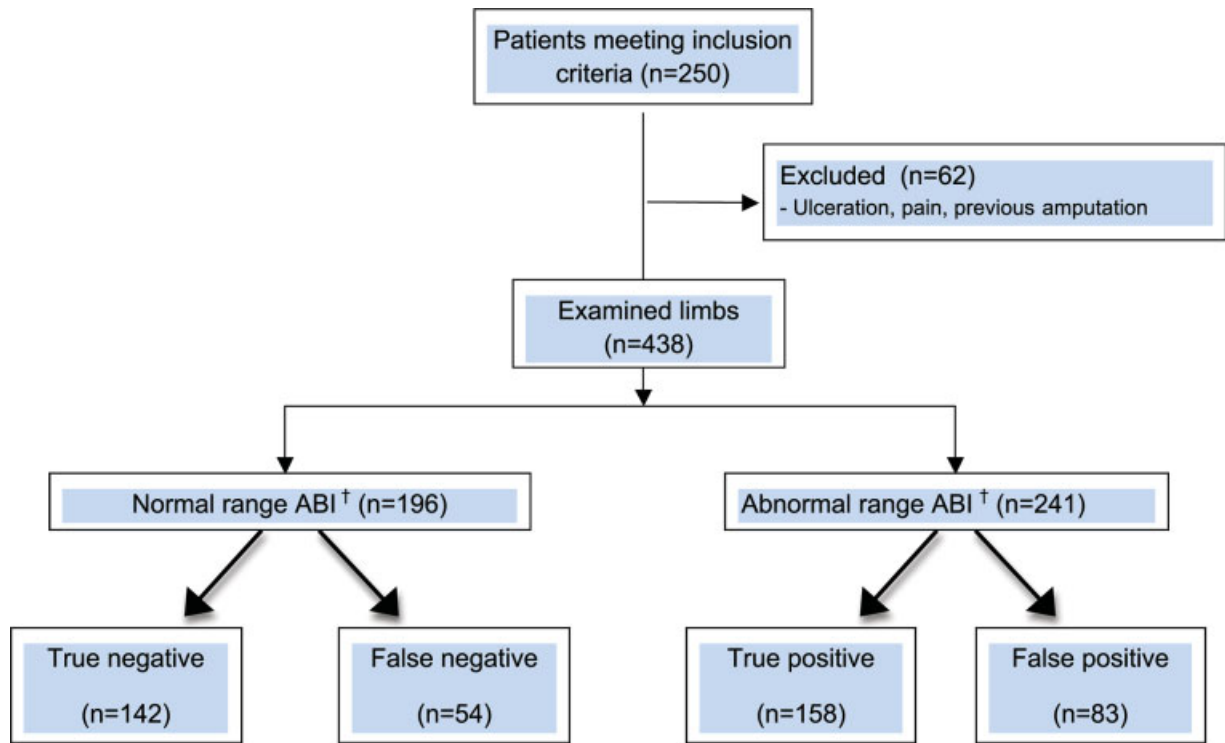 Patients meeting inclusion
criteria (n=250)
Excluded (n=62)
- Ulceration, pain, previous amputation
Examined limbs
(n=438)
Normal range ABI † (n=196)
Abnormal range ABI † (n=241)
True negative
(n=142)
False negative
(n=54)
True positive
(n=158)
False positive
(n=83)